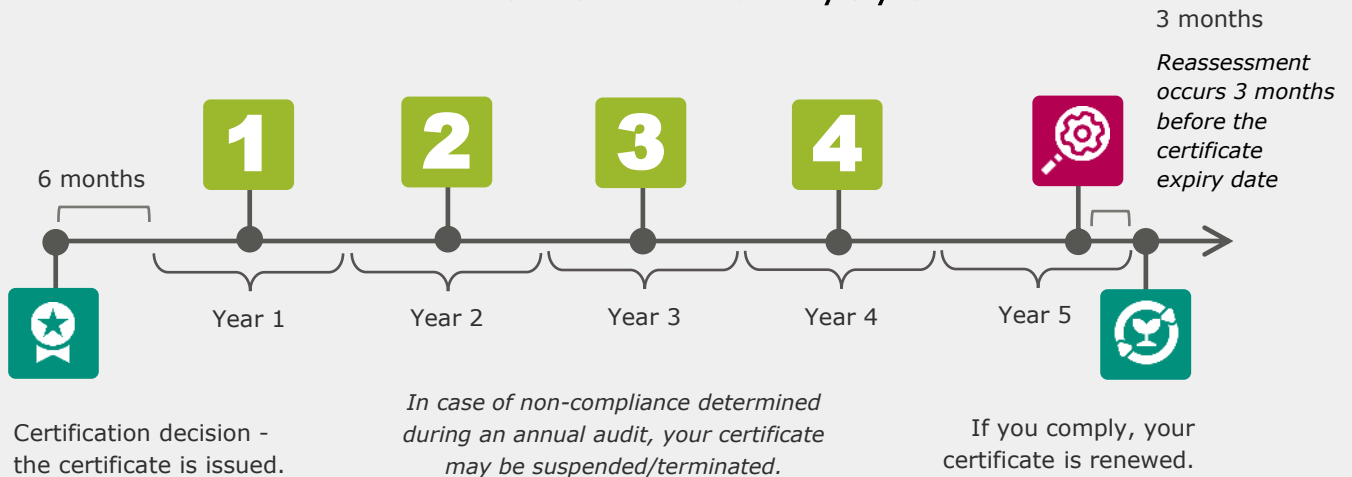 3 months
Reassessment
occurs 3 months
before the
certificate
expiry date
6 months
1
2
3
4
Year 1
Year 2
Year 3
Year 4
Year 5
Certification decision -
the certificate is issued.
In case of non-compliance determined
during an annual audit, your certificate
may be suspended/terminated.
If you comply, your
certificate is renewed.